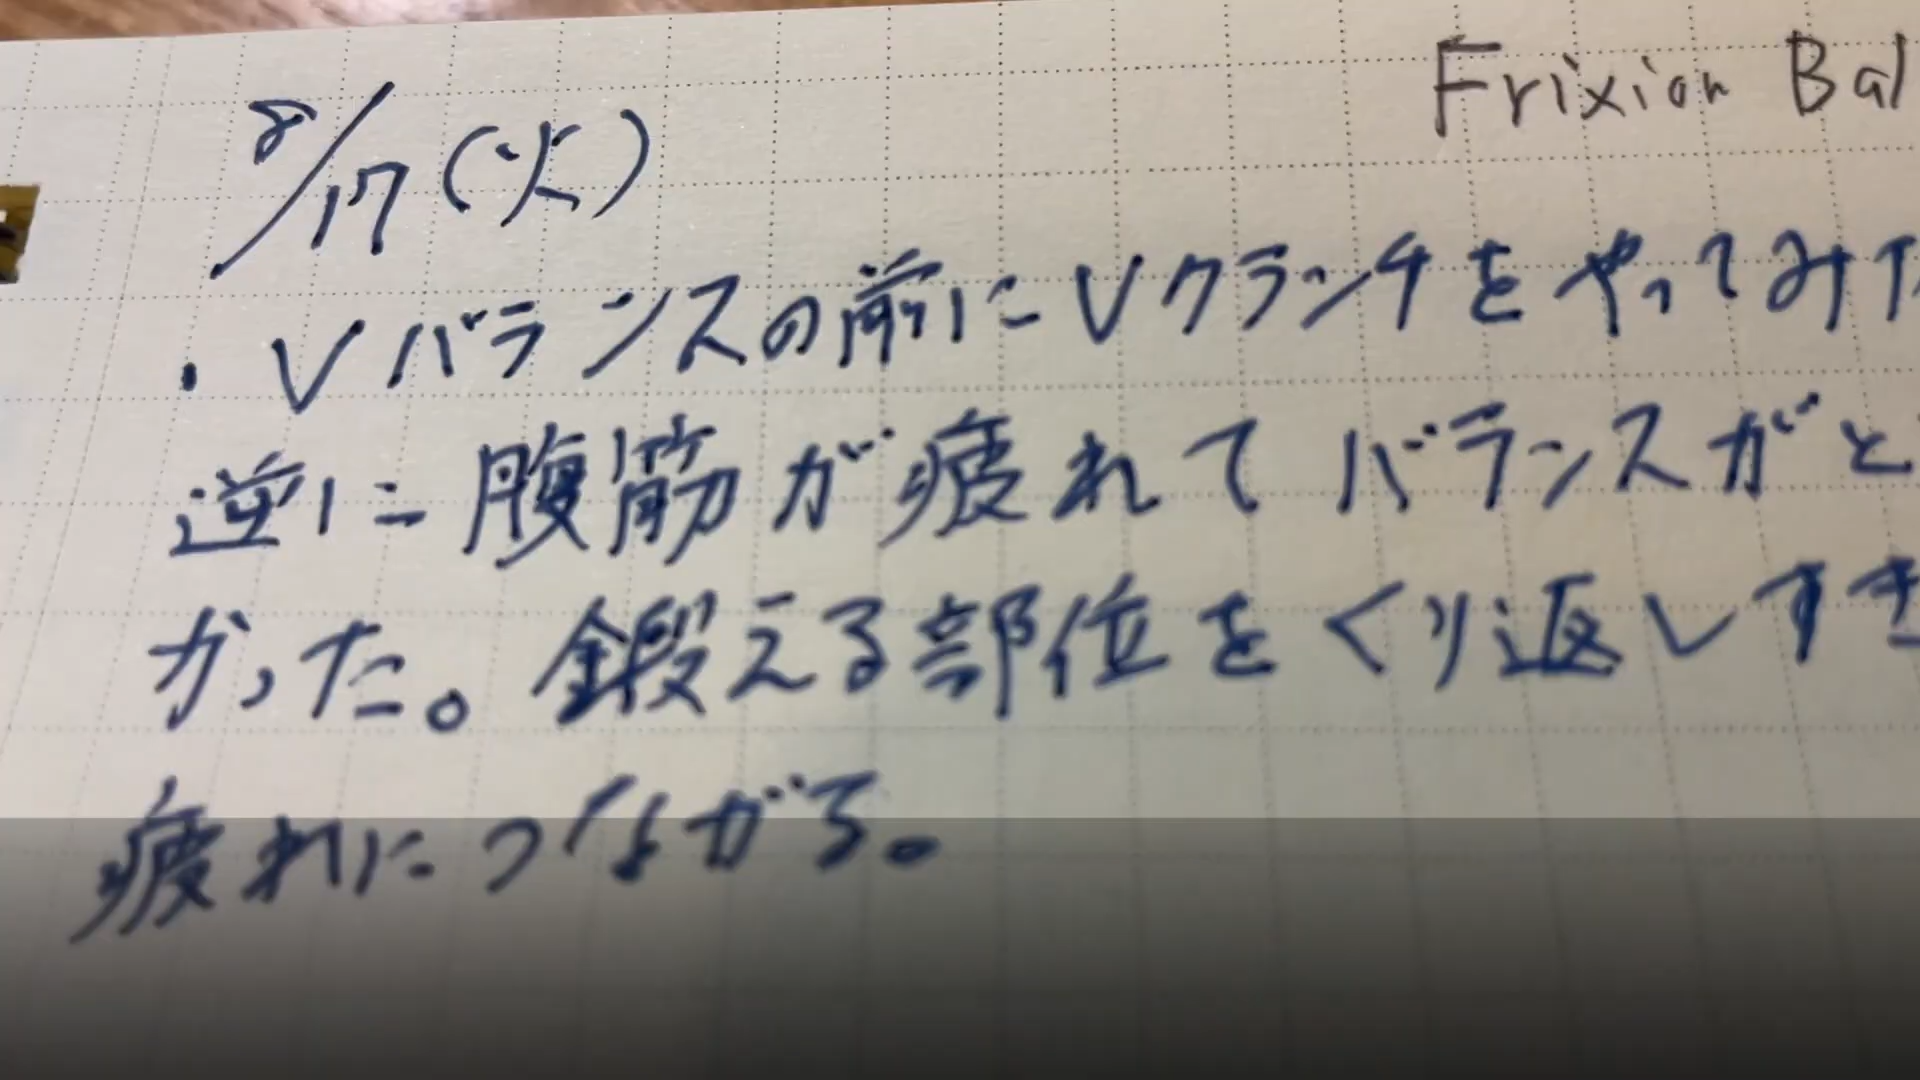 Frixion Bal
8/17(火)
・Vバランスの前にVクランチをやってみた
逆に腹筋が疲れてバランスがと
かった。鍛える部位をくり返しすぎ
疲れにつながる。